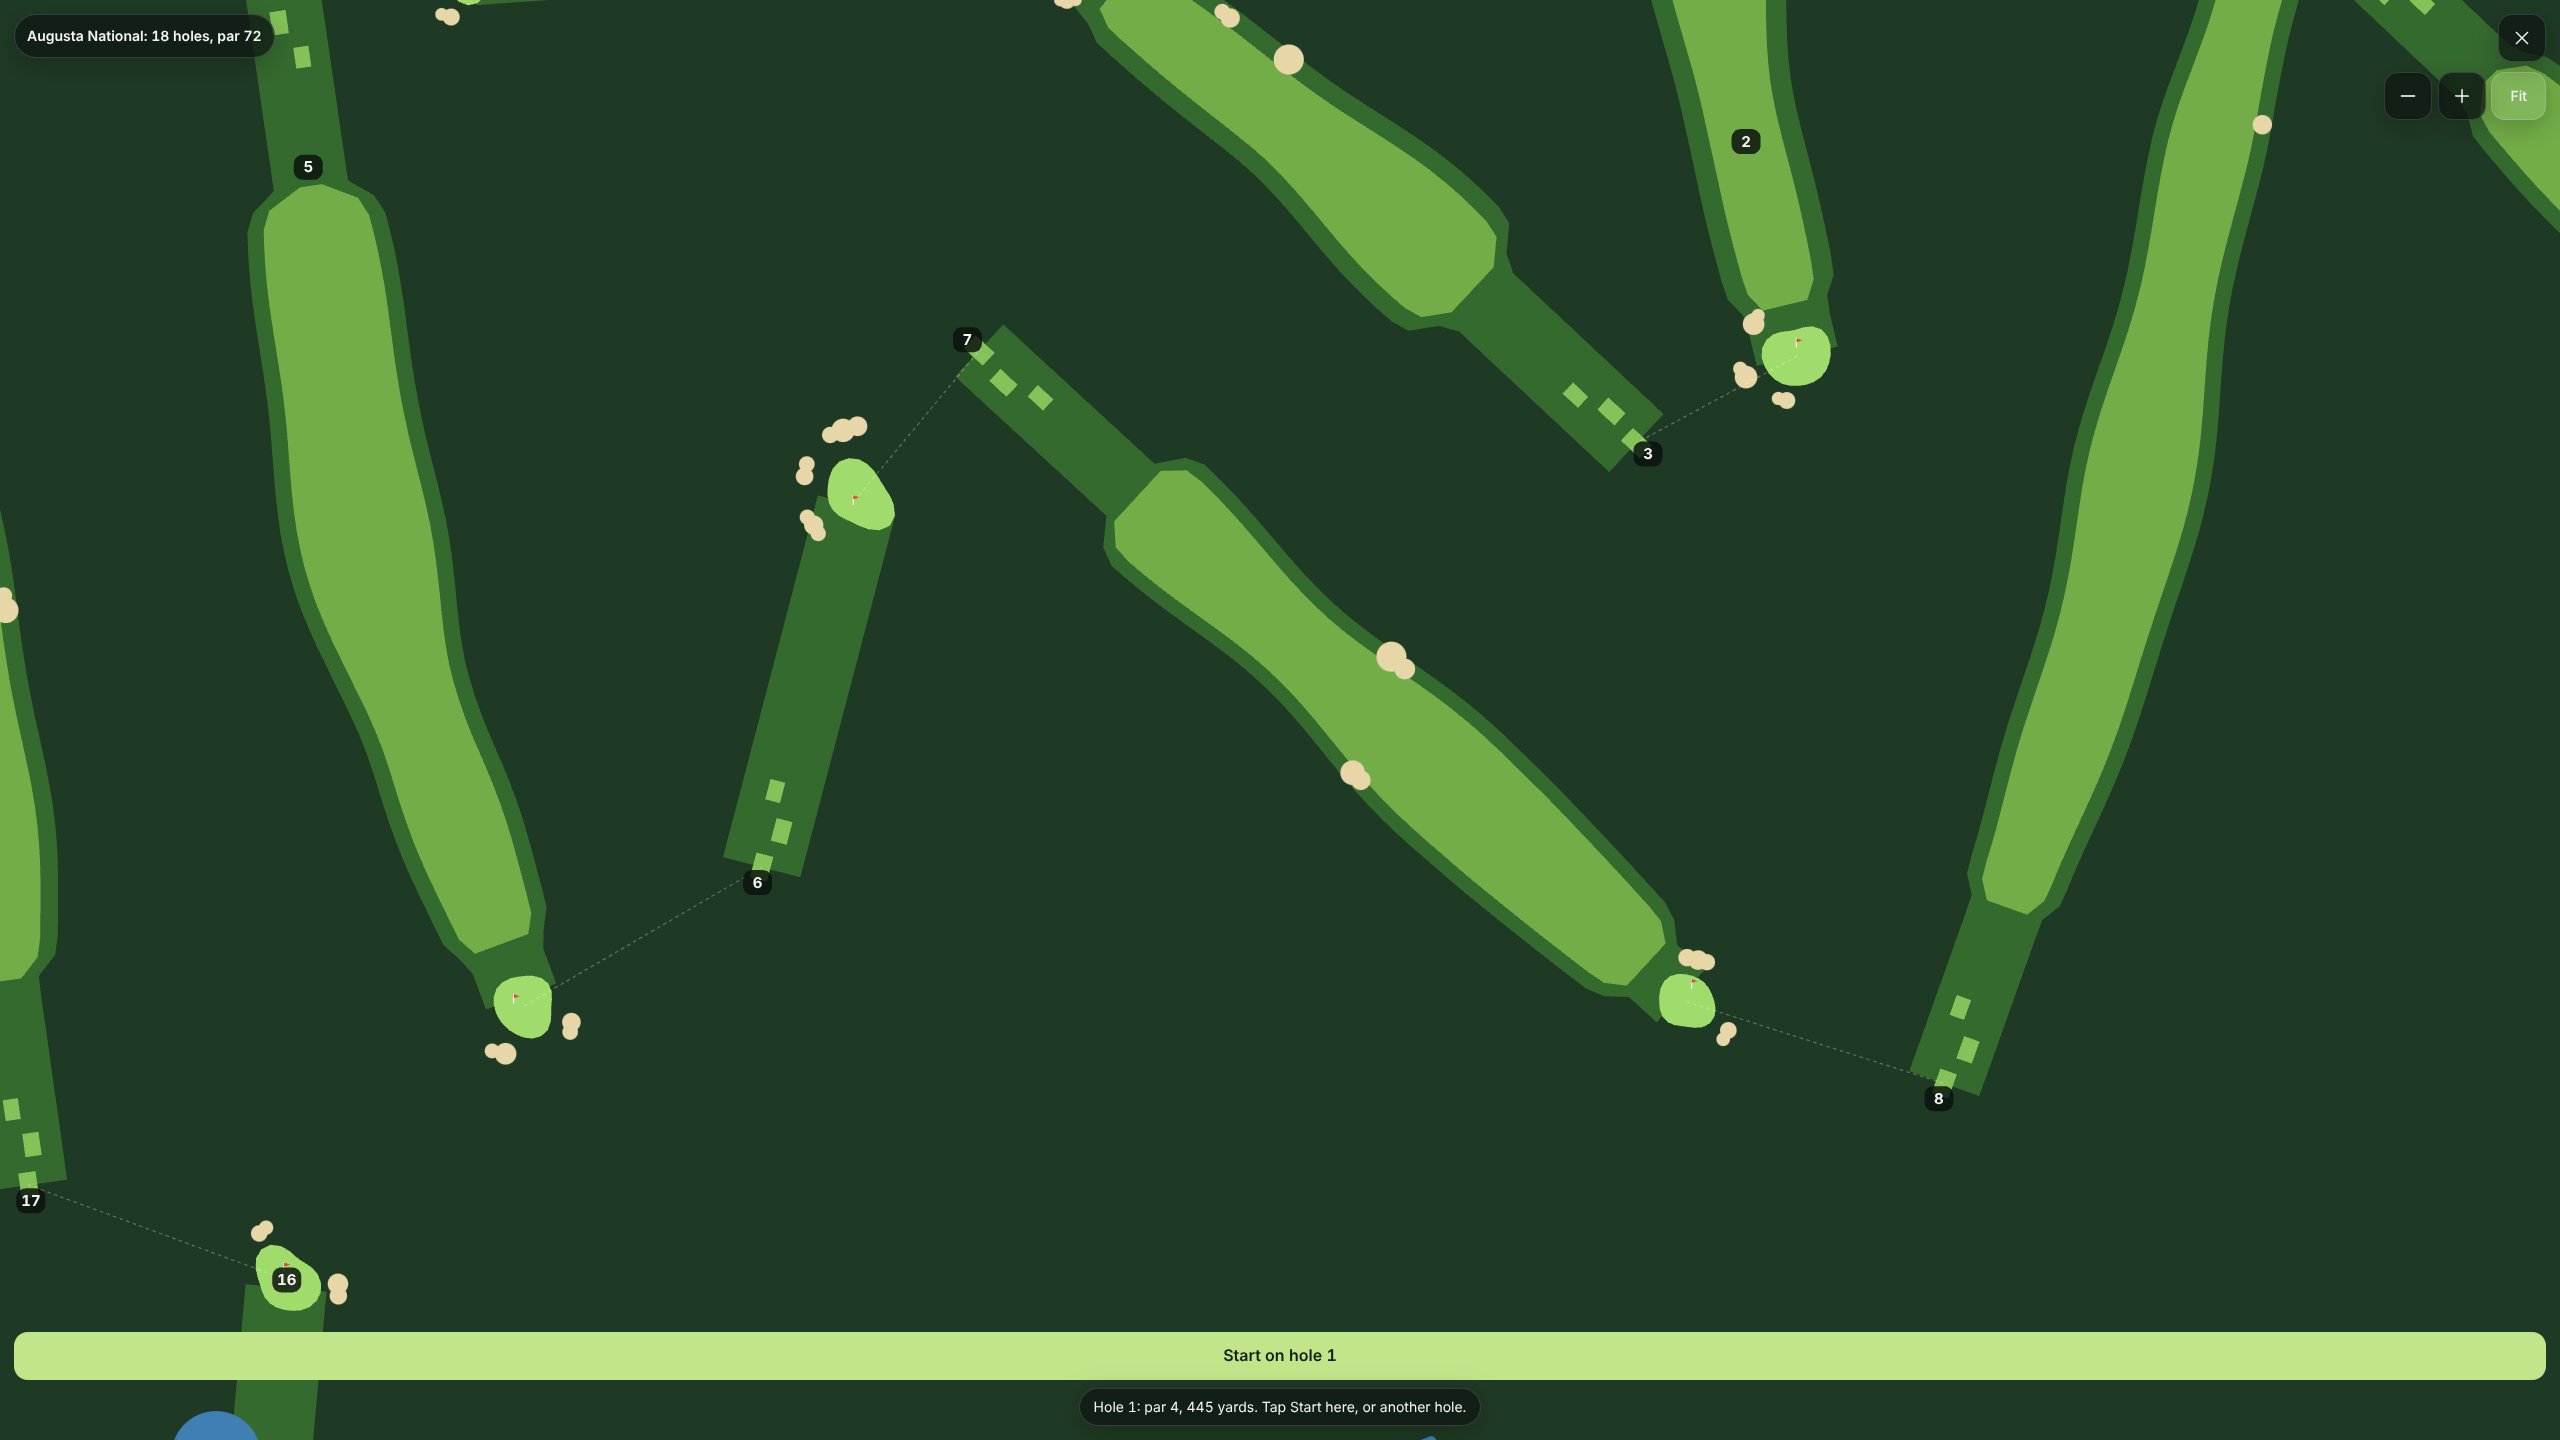 Augusta National: 18 holes, par 72
Fit
2
5
7
3
6
8
17
16
Start on hole 1
Hole 1: par 4, 445 yards. Tap Start here, or another hole.